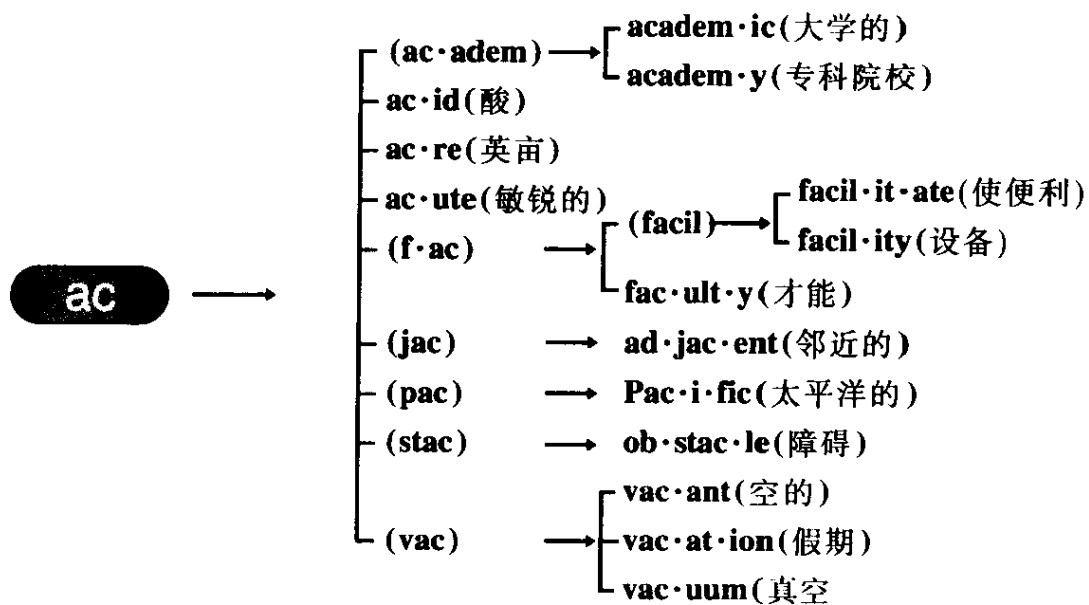 (ac·adem) → academ·ic(大学的)
academ·y(专科院校)
ac·id(酸)
ac·re(英亩)
ac·ute(敏锐的)
(f·ac) → (facil) → facil·it·ate(使便利)
facil·ity(设备)
fac·ult·y(才能)
ac →
(jac) → ad·jac·ent(邻近的)
(pac) → Pac·i·fic(太平洋的)
(stac) → ob·stac·le(障碍)
(vac) → vac·ant(空的)
vac·at·ion(假期)
vac·uum(真空